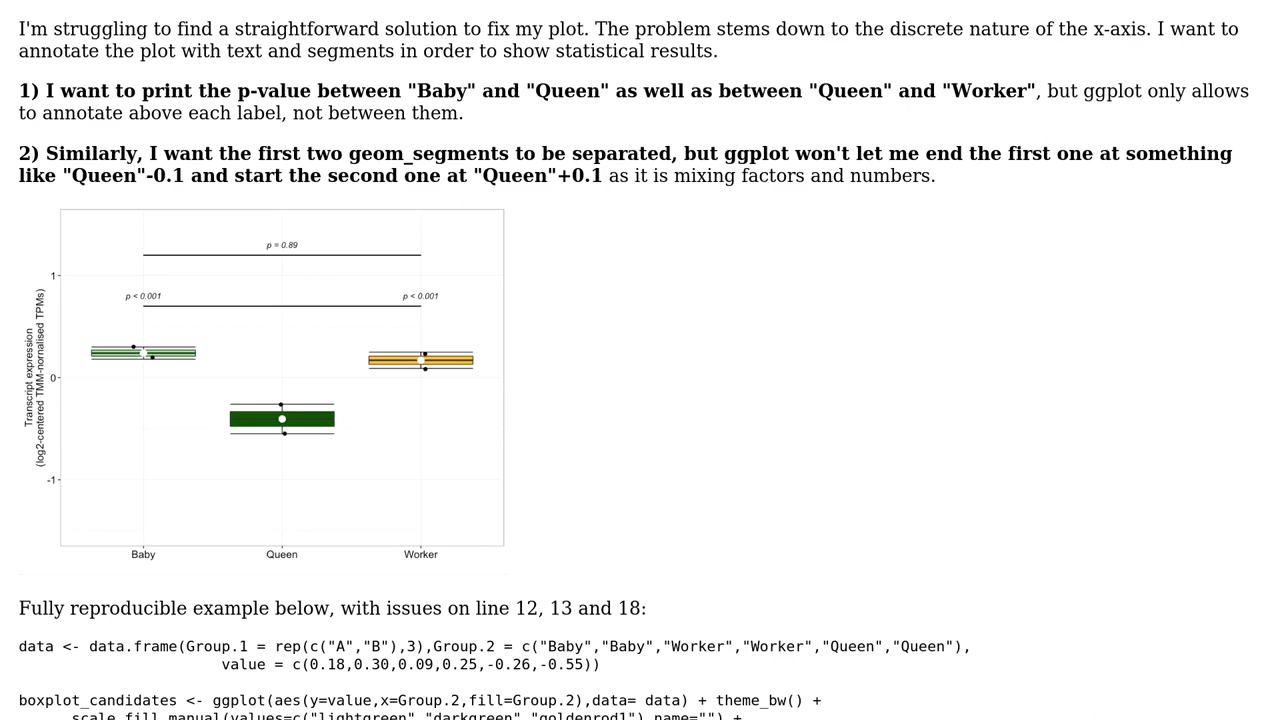 I'm struggling to find a straightforward solution to fix my plot. The problem stems down to the discrete nature of the x-axis. I want to
annotate the plot with text and segments in order to show statistical results.
1) I want to print the p-value between "Baby" and "Queen" as well as between "Queen" and "Worker", but ggplot only allows
to annotate above each label, not between them.
2) Similarly, I want the first two geom_segments to be separated, but ggplot won't let me end the first one at something
like "Queen"-0.1 and start the second one at "Queen"+0.1 as it is mixing factors and numbers.
p = 0.89
1
p < 0.001
p < 0.001
Transcript expression
(log2-centered TMM-nornalised TPMs)
0
-1
Baby
Queen
Worker
Fully reproducible example below, with issues on line 12, 13 and 18:
data <- data.frame(Group.1 = rep(c("A","B"),3),Group.2 = c("Baby","Baby","Worker","Worker","Queen","Queen"),
value = c(0.18,0.30,0.09,0.25,-0.26,-0.55))
boxplot_candidates <- ggplot(aes(y=value,x=Group.2,fill=Group.2),data= data) + theme_bw() +
scale_fill_manual(values=c("lightgreen","darkgreen","goldenrod1"),name="") +